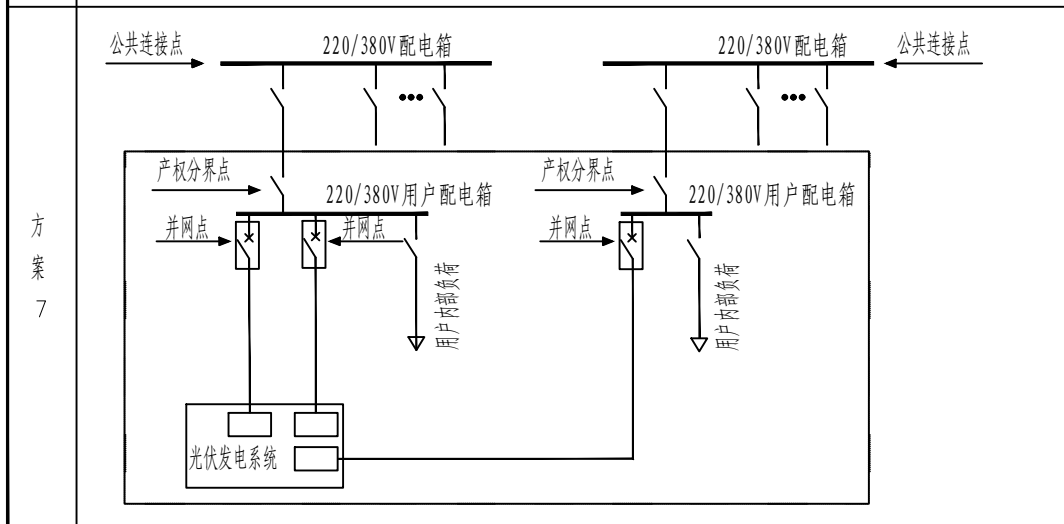 公共连接点
220/380V配电箱
220/380V配电箱
公共连接点
产权分界点
220/380V用户配电箱
产权分界点
220/380V用户配电箱
并网点
并网点
并网点
用户内部负荷
用户内部负荷
光伏发电系统
方
案
7